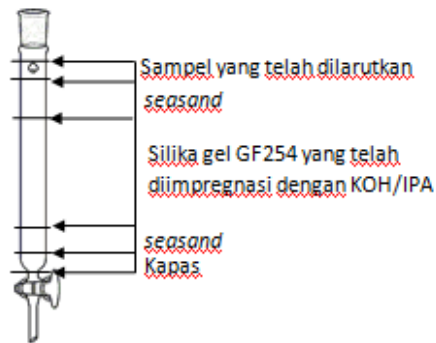 Sampel yang telah dilarutkan
seasand
Silika gel GF254 yang telah
diimpregnasi dengan KOH/IPA
seasand
Kapas